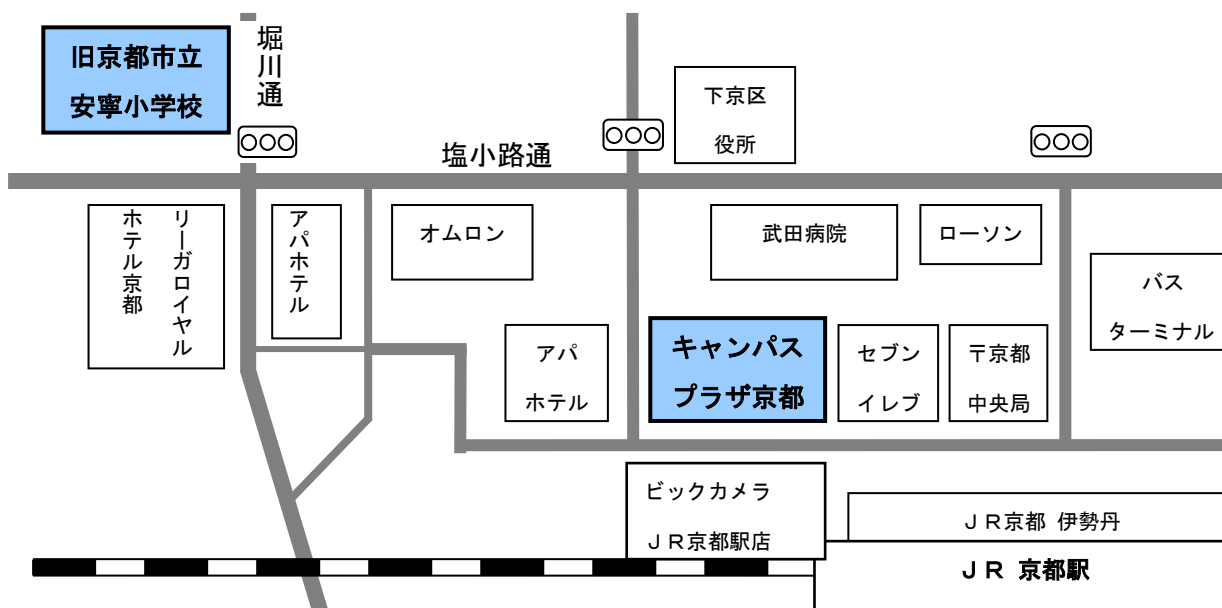 旧京都市立
安寧小学校
堀川通
塩小路通
下京区
役所
リーガロイヤル
ホテル京都
アパホテル
オムロン
武田病院
ローソン
バス
ターミナル
アパ
ホテル
キャンパス
プラザ京都
セブン
イレブ
〒京都
中央局
ビックカメラ
ＪＲ京都駅店
ＪＲ京都 伊勢丹
ＪＲ 京都駅